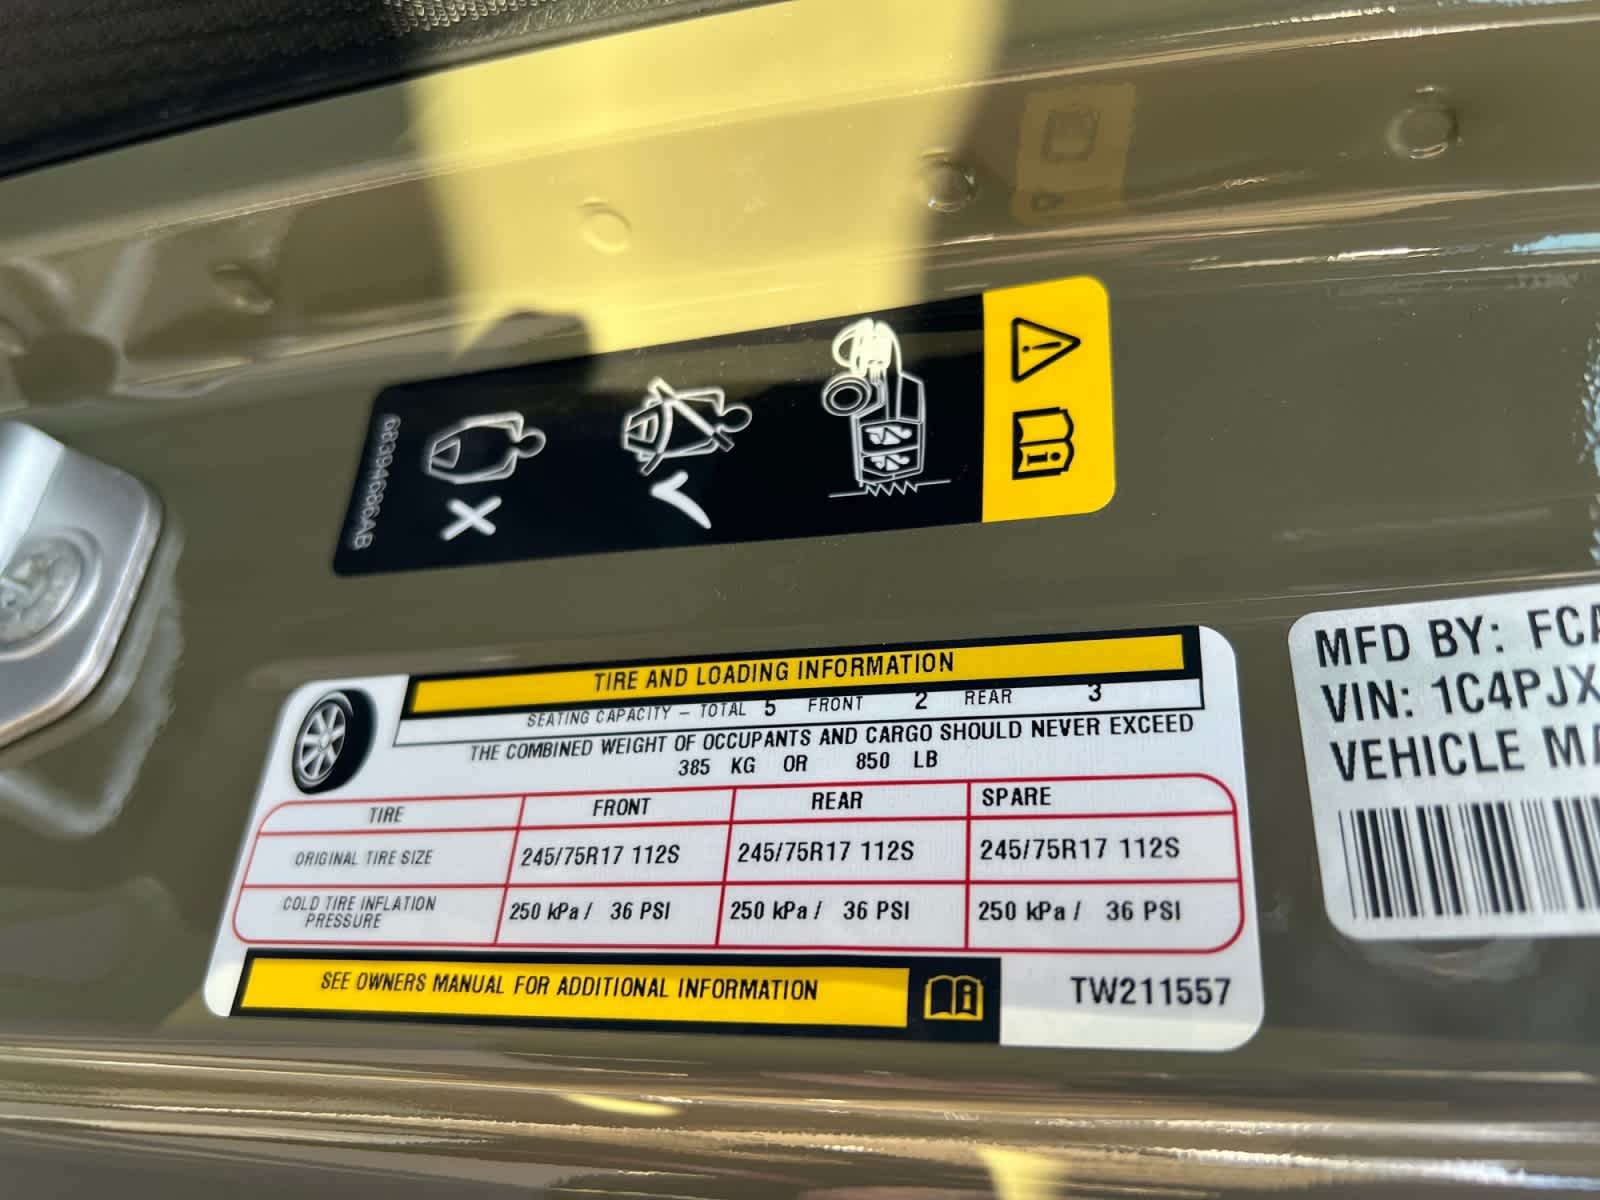 68394686AB
TIRE AND LOADING INFORMATION
SEATING CAPACITY – TOTAL 5 FRONT 2 REAR 3
THE COMBINED WEIGHT OF OCCUPANTS AND CARGO SHOULD NEVER EXCEED
385 KG OR 850 LB
TIRE FRONT REAR SPARE
ORIGINAL TIRE SIZE 245/75R17 112S 245/75R17 112S 245/75R17 112S
COLD TIRE INFLATION PRESSURE 250 kPa / 36 PSI 250 kPa / 36 PSI 250 kPa / 36 PSI
SEE OWNERS MANUAL FOR ADDITIONAL INFORMATION
TW211557
MFD BY: FCA
VIN: 1C4PJX
VEHICLE MA